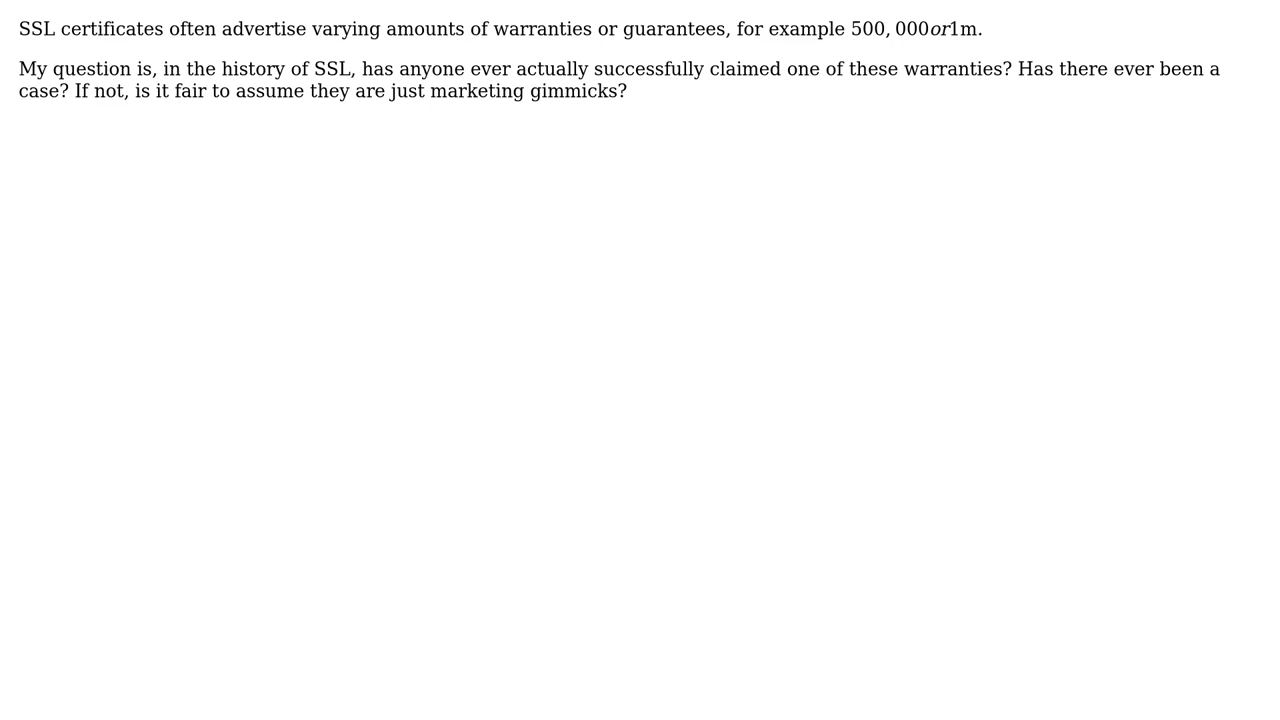 SSL certificates often advertise varying amounts of warranties or guarantees, for example 500, 000or1m.
My question is, in the history of SSL, has anyone ever actually successfully claimed one of these warranties? Has there ever been a
case? If not, is it fair to assume they are just marketing gimmicks?